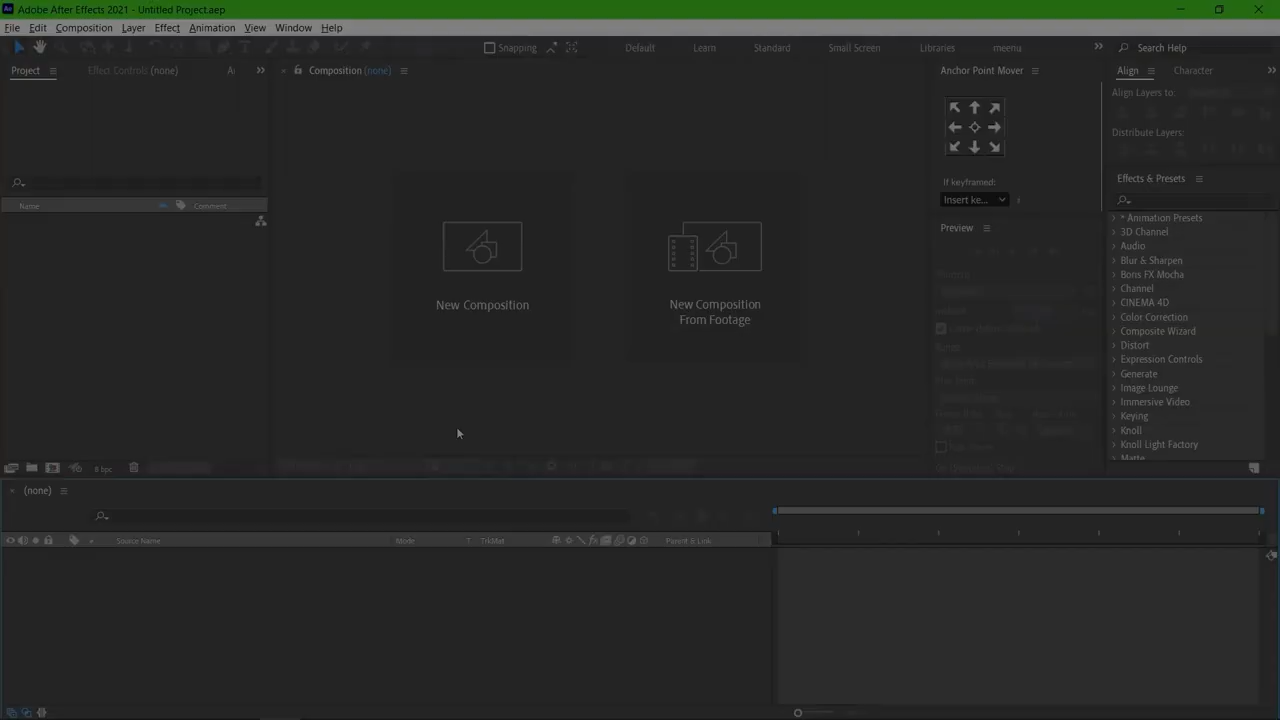 Adobe After Effects 2021 - Untitled Project.aep
File Edit Composition Layer Effect Animation View Window Help
Snapping Default Learn Standard Small Screen Libraries meenu Search Help
Project Effect Controls (none)
Composition (none)
Anchor Point Mover
Align Character
Align Layers to:
Distribute Layers:
If keyframed:
Insert ke...
Effects & Presets
Name Comment
Preview
* Animation Presets
3D Channel
Audio
Blur & Sharpen
Boris FX Mocha
Channel
CINEMA 4D
Color Correction
Composite Wizard
Distort
Expression Controls
Generate
Image Lounge
Immersive Video
Keying
Knoll
Knoll Light Factory
Matte
New Composition
New Composition
From Footage
8 bpc
(none)
Source Name Mode T TrkMat Parent & Link